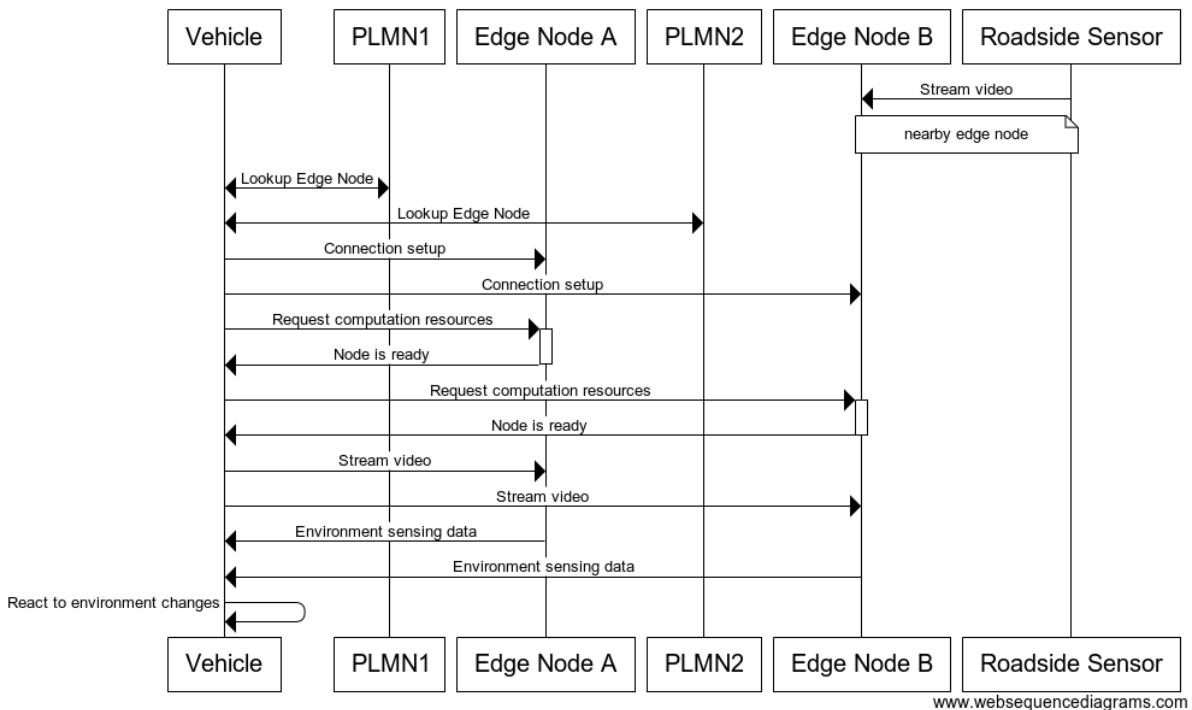 Vehicle PLMN1 Edge Node A PLMN2 Edge Node B Roadside Sensor
Stream video
nearby edge node
Lookup Edge Node
Lookup Edge Node
Connection setup
Connection setup
Request computation resources
Node is ready
Request computation resources
Node is ready
Stream video
Stream video
Environment sensing data
Environment sensing data
React to environment changes
Vehicle PLMN1 Edge Node A PLMN2 Edge Node B Roadside Sensor
www.websequencediagrams.com